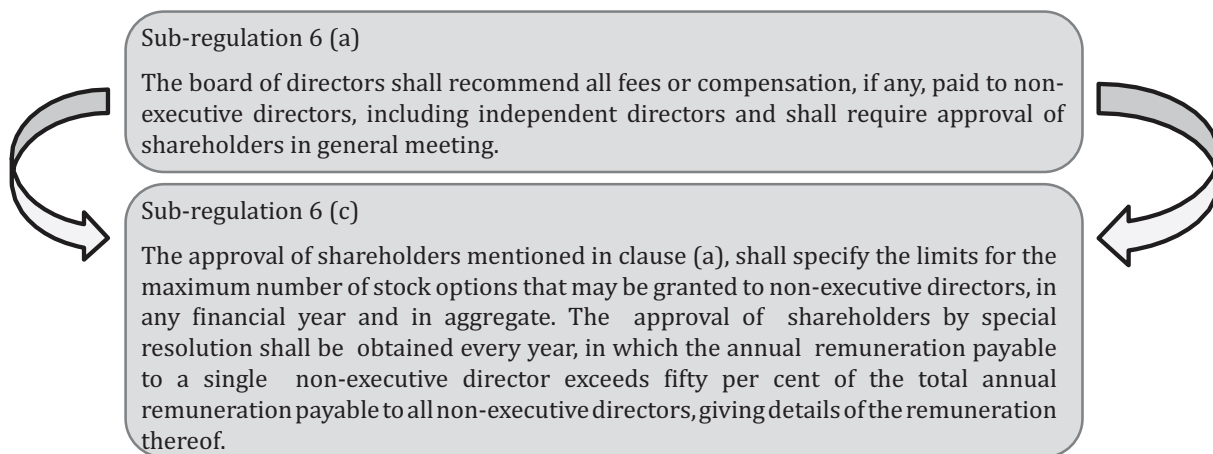 Sub-regulation 6 (a)
The board of directors shall recommend all fees or compensation, if any, paid to non-
executive directors, including independent directors and shall require approval of
shareholders in general meeting.
Sub-regulation 6 (c)
The approval of shareholders mentioned in clause (a), shall specify the limits for the
maximum number of stock options that may be granted to non-executive directors, in
any financial year and in aggregate. The approval of shareholders by special
resolution shall be obtained every year, in which the annual remuneration payable
to a single non-executive director exceeds fifty per cent of the total annual
remuneration payable to all non-executive directors, giving details of the remuneration
thereof.